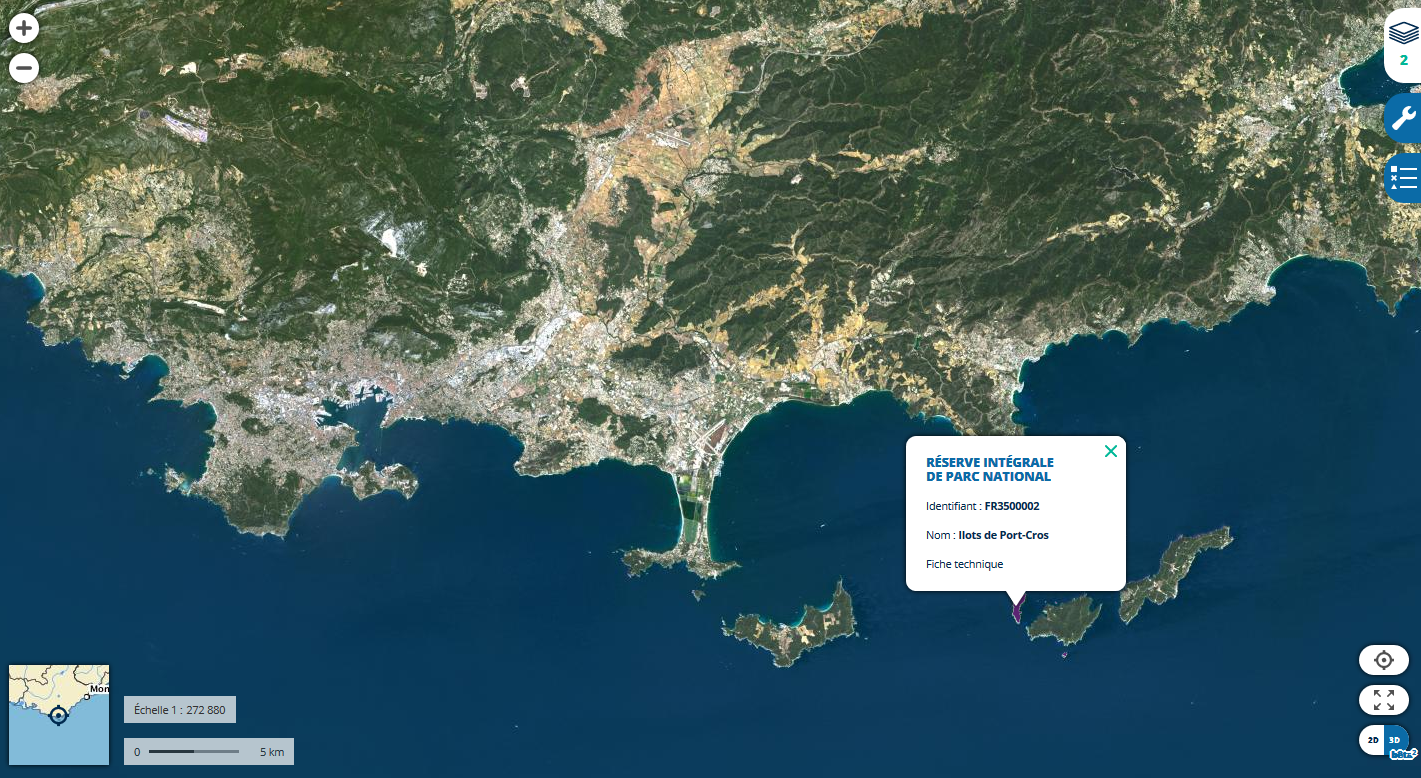 2
RÉSERVE INTÉGRALE
DE PARC NATIONAL
Identifiant : FR3500002
Nom : Ilots de Port-Cros
Fiche technique
Mon
Échelle 1 : 272 880
0 5 km
2D 3D
bêta